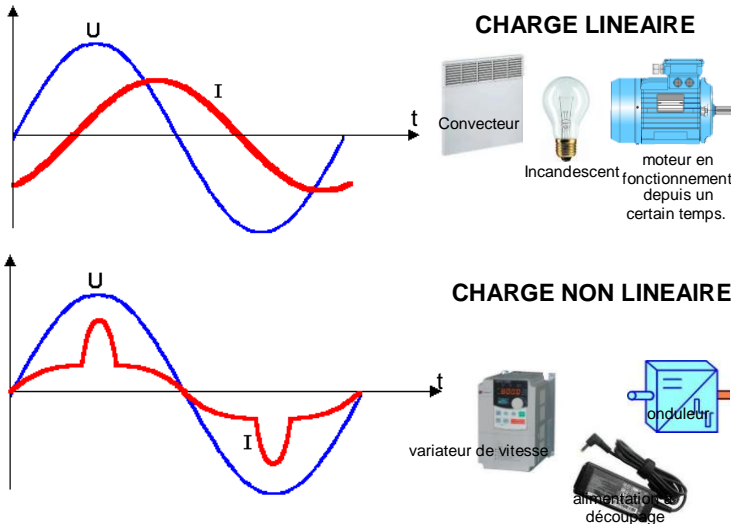 CHARGE LINEAIRE
U
I
t
Convecteur
Incandescent
moteur en
fonctionnement
depuis un
certain temps.
CHARGE NON LINEAIRE
U
t
I
variateur de vitesse
onduleur
alimentation à
découpage